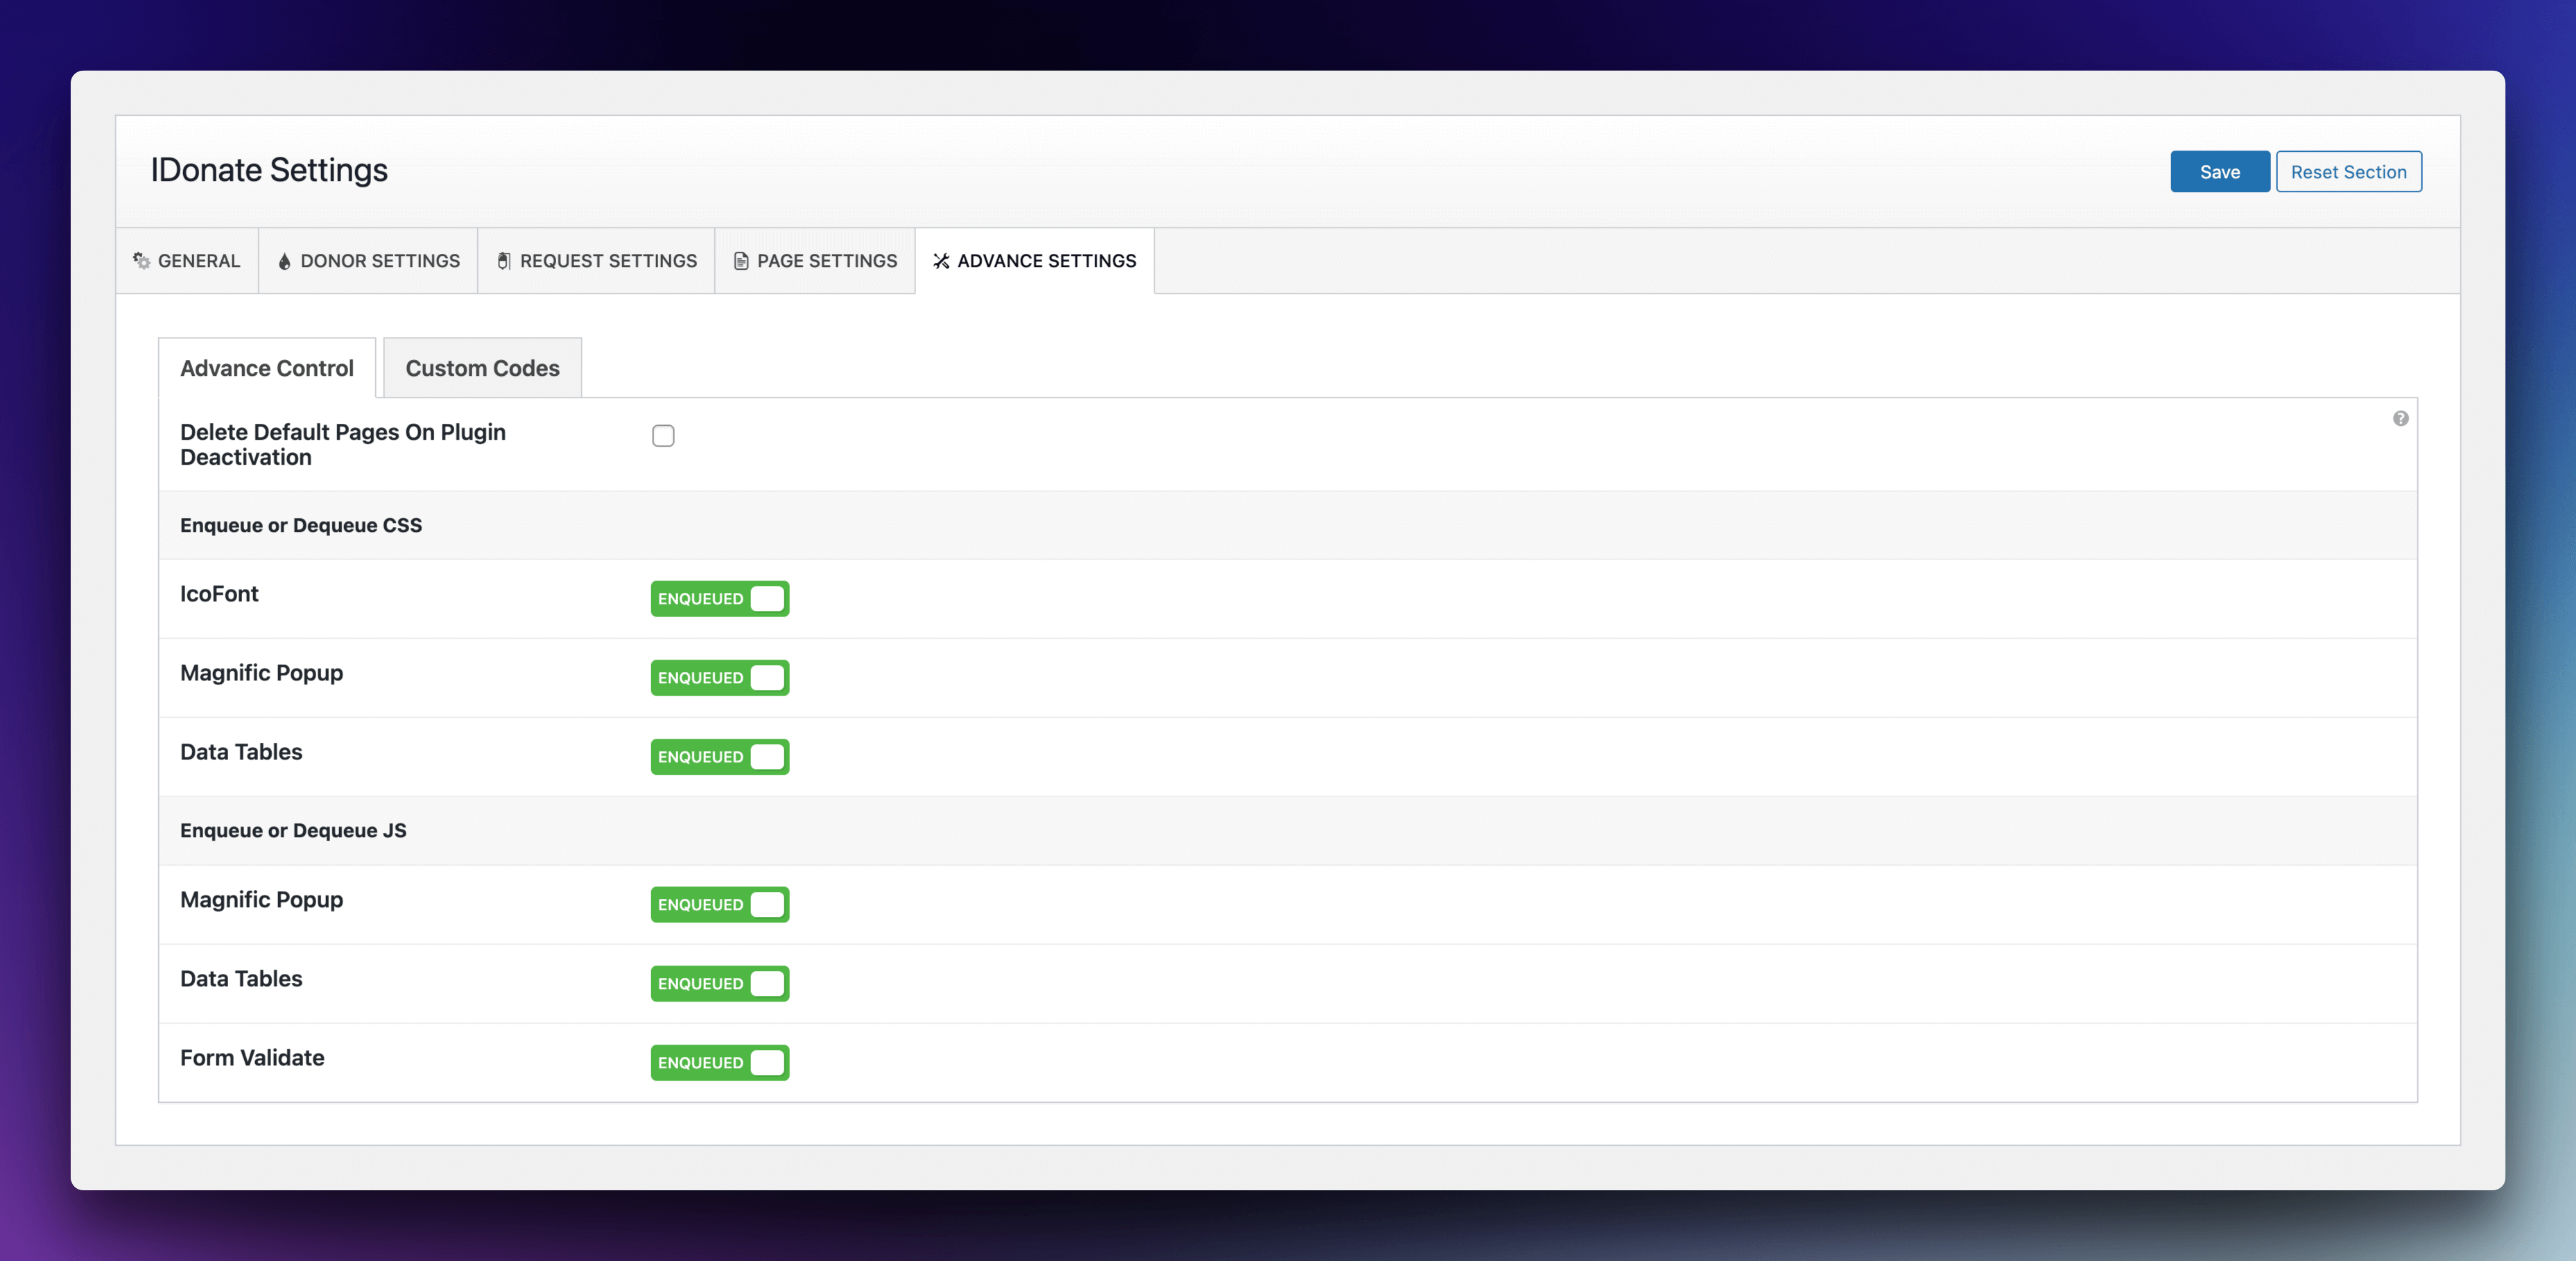 IDonate Settings
Save
Reset Section
GENERAL
DONOR SETTINGS
REQUEST SETTINGS
PAGE SETTINGS
ADVANCE SETTINGS
Advance Control
Custom Codes
Delete Default Pages On Plugin
Deactivation
?
Enqueue or Dequeue CSS
IcoFont
ENQUEUED
Magnific Popup
ENQUEUED
Data Tables
ENQUEUED
Enqueue or Dequeue JS
Magnific Popup
ENQUEUED
Data Tables
ENQUEUED
Form Validate
ENQUEUED